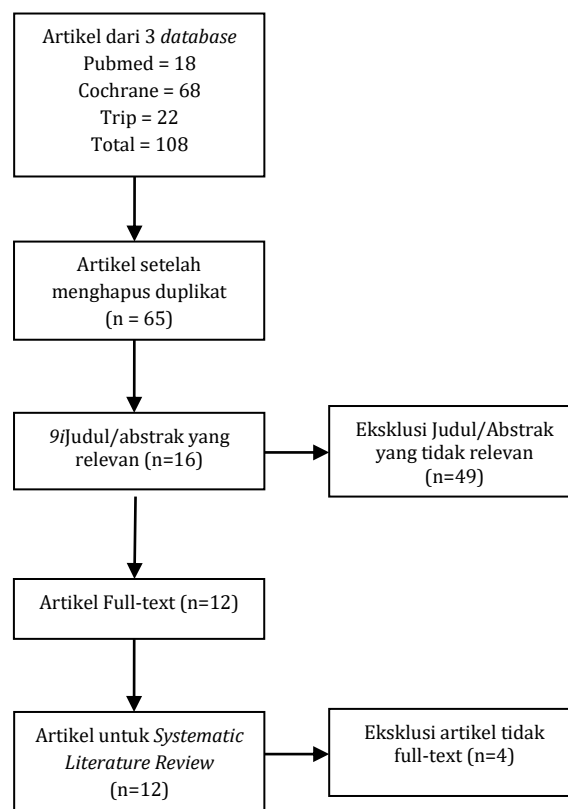 Artikel dari 3 database
Pubmed = 18
Cochrane = 68
Trip = 22
Total = 108
Artikel setelah
menghapus duplikat
(n = 65)
9iJudul/abstrak yang
relevan (n=16)
Eksklusi Judul/Abstrak
yang tidak relevan
(n=49)
Artikel Full-text (n=12)
Artikel untuk Systematic
Literature Review
(n=12)
Eksklusi artikel tidak
full-text (n=4)